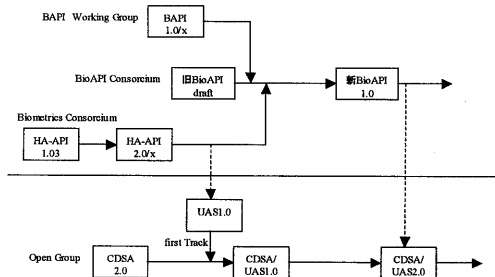 BAPI Working Group
BAPI
1.0/x
BioAPI Consorcium
旧BioAPI
draft
新BioAPI
1.0
Biometrics Consorcium
HA-API
1.03
HA-API
2.0/x
UAS1.0
first Track
Open Group
CDSA
2.0
CDSA/
UAS1.0
CDSA/
UAS2.0